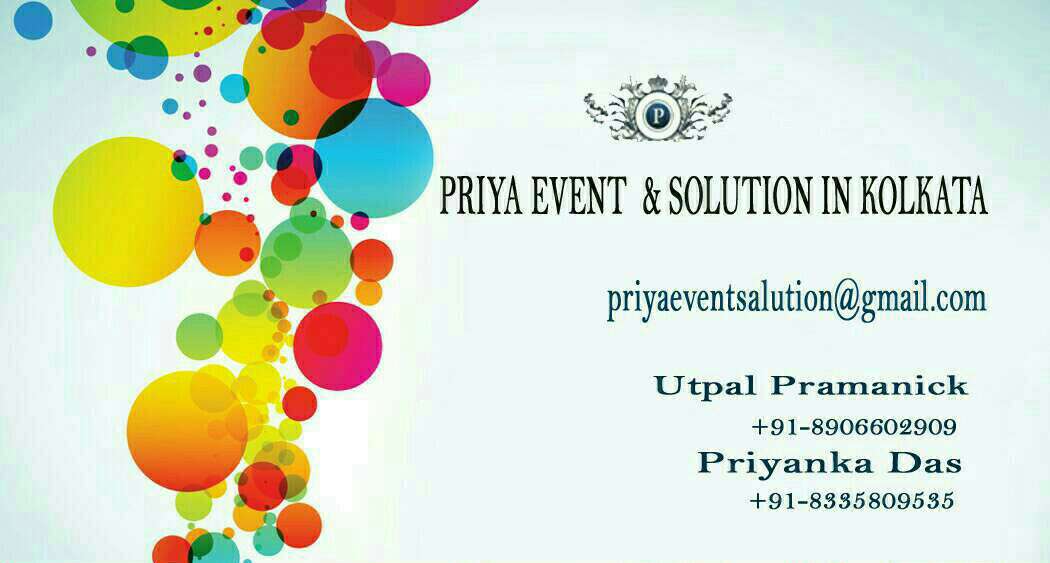 P
PRIYA EVENT & SOLUTION IN KOLKATA
priyaeventsalution@gmail.com
Utpal Pramanick
+91-8906602909
Priyanka Das
+91-8335809535